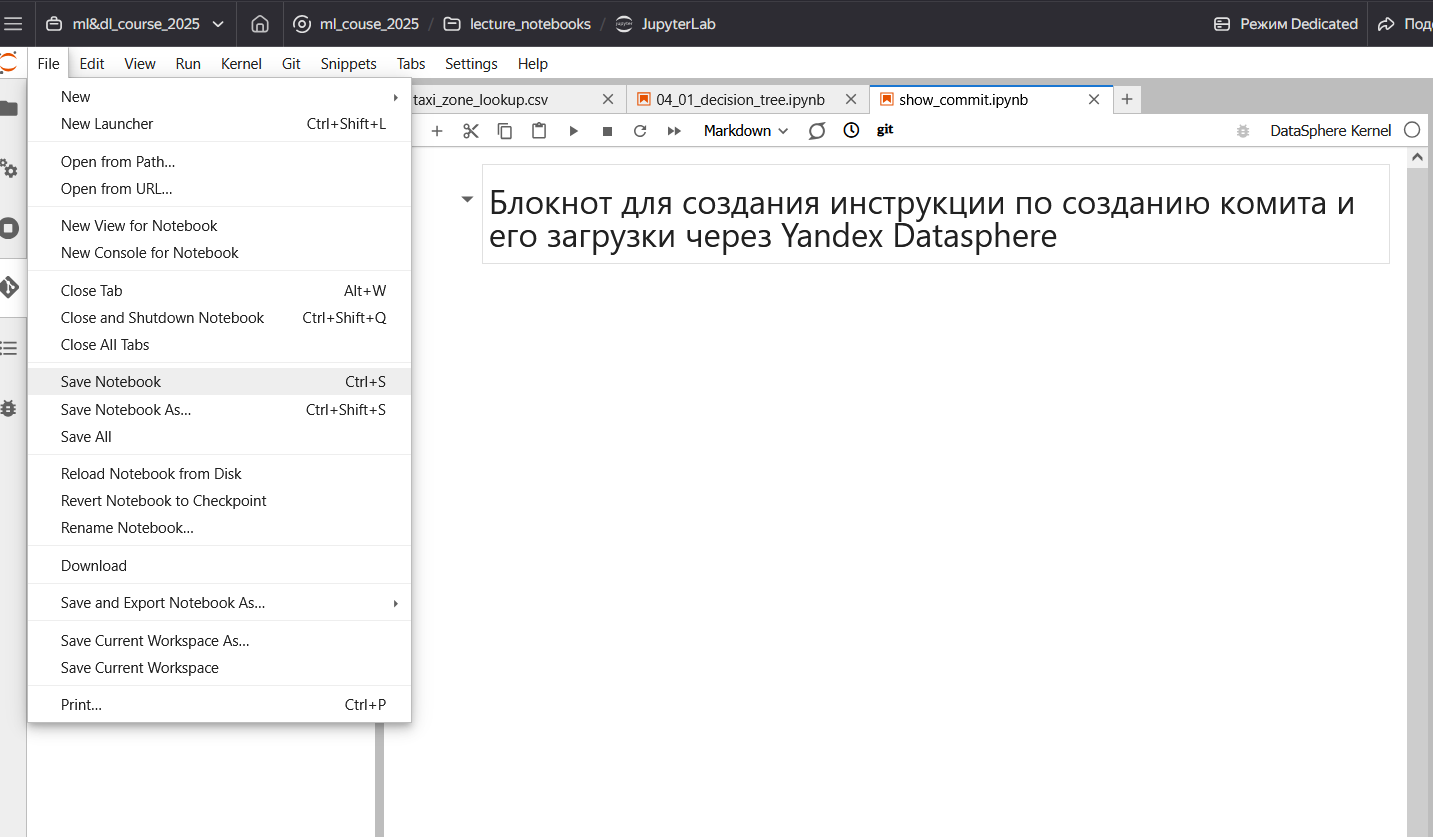 ml&dl_course_2025
ml_couse_2025 / lecture_notebooks / JupyterLab
Режим Dedicated
File Edit View Run Kernel Git Snippets Tabs Settings Help
taxi_zone_lookup.csv
04_01_decision_tree.ipynb
show_commit.ipynb
Markdown
git
DataSphere Kernel
New
New Launcher Ctrl+Shift+L
Open from Path...
Open from URL...
New View for Notebook
New Console for Notebook
Close Tab Alt+W
Close and Shutdown Notebook Ctrl+Shift+Q
Close All Tabs
Save Notebook Ctrl+S
Save Notebook As... Ctrl+Shift+S
Save All
Reload Notebook from Disk
Revert Notebook to Checkpoint
Rename Notebook...
Download
Save and Export Notebook As...
Save Current Workspace As...
Save Current Workspace
Print... Ctrl+P
Блокнот для создания инструкции по созданию комита и
его загрузки через Yandex Datasphere